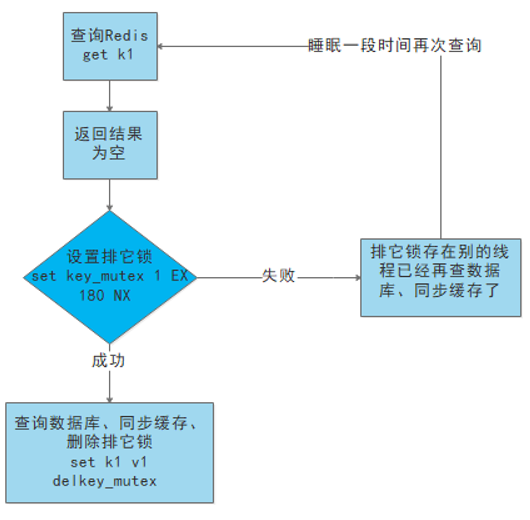 查询Redis
get k1
睡眠一段时间再次查询
返回结果
为空
设置排它锁
set key_mutex 1 EX
180 NX
失败
排它锁存在别的线
程已经再查数据
库、同步缓存了
成功
查询数据库、同步缓存、
删除排它锁
set k1 v1
delkey_mutex